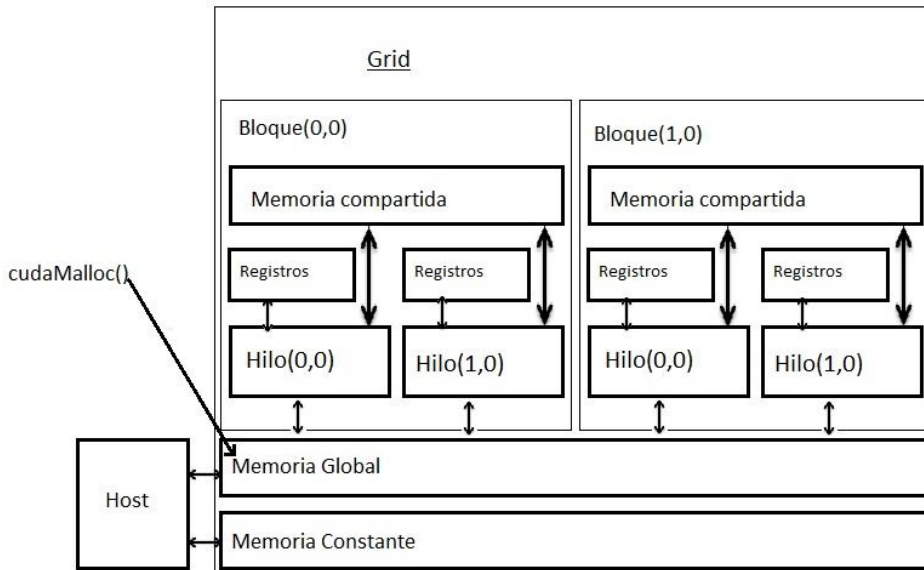 Grid
Bloque(0,0)
Bloque(1,0)
Memoria compartida
Memoria compartida
Registros
Registros
Registros
Registros
cudaMalloc()
Hilo(0,0)
Hilo(1,0)
Hilo(0,0)
Hilo(1,0)
Memoria Global
Host
Memoria Constante